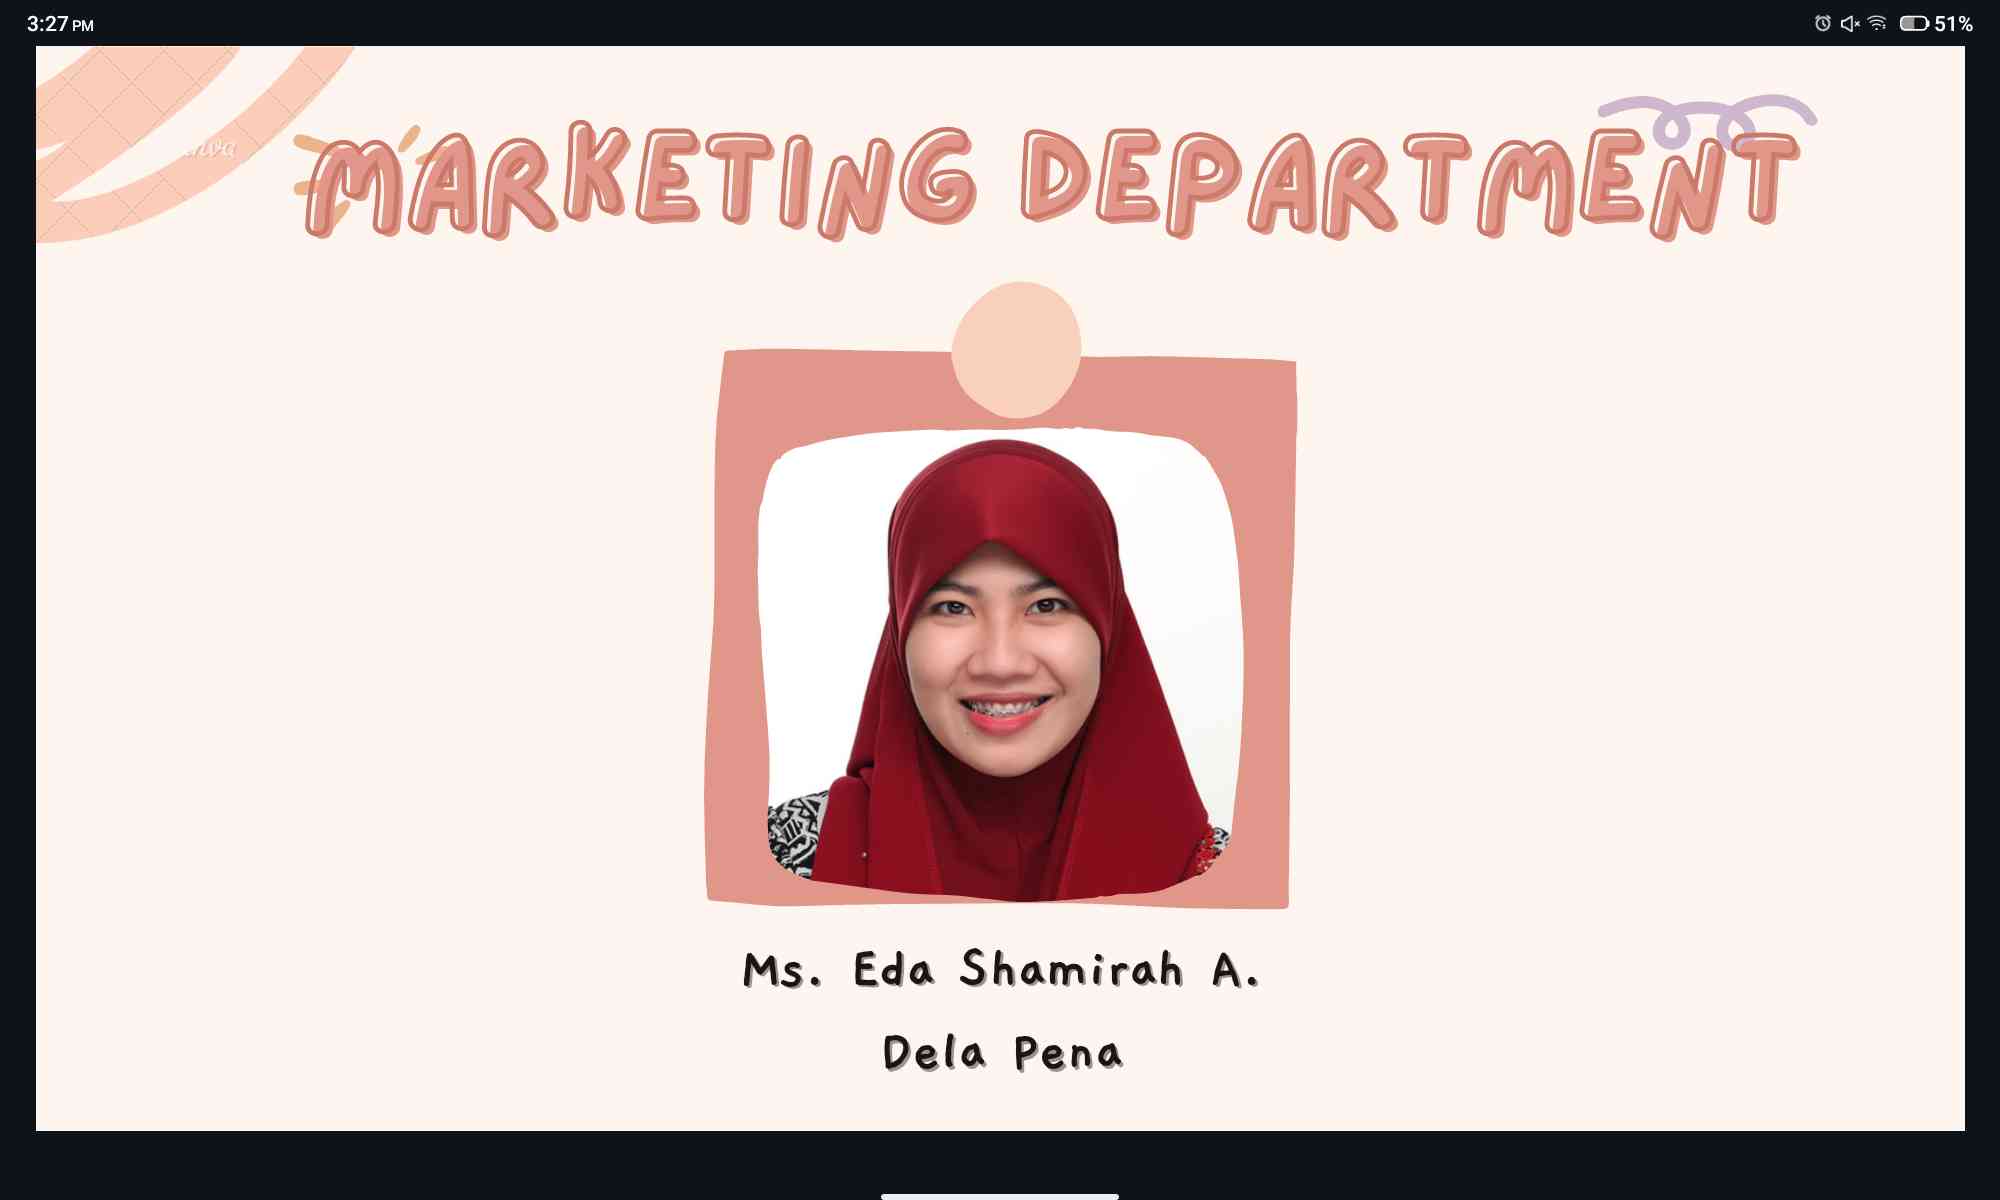 3:27 PM
51%
MARKETING DEPARTMENT
Ms. Eda Shamirah A.
Dela Pena